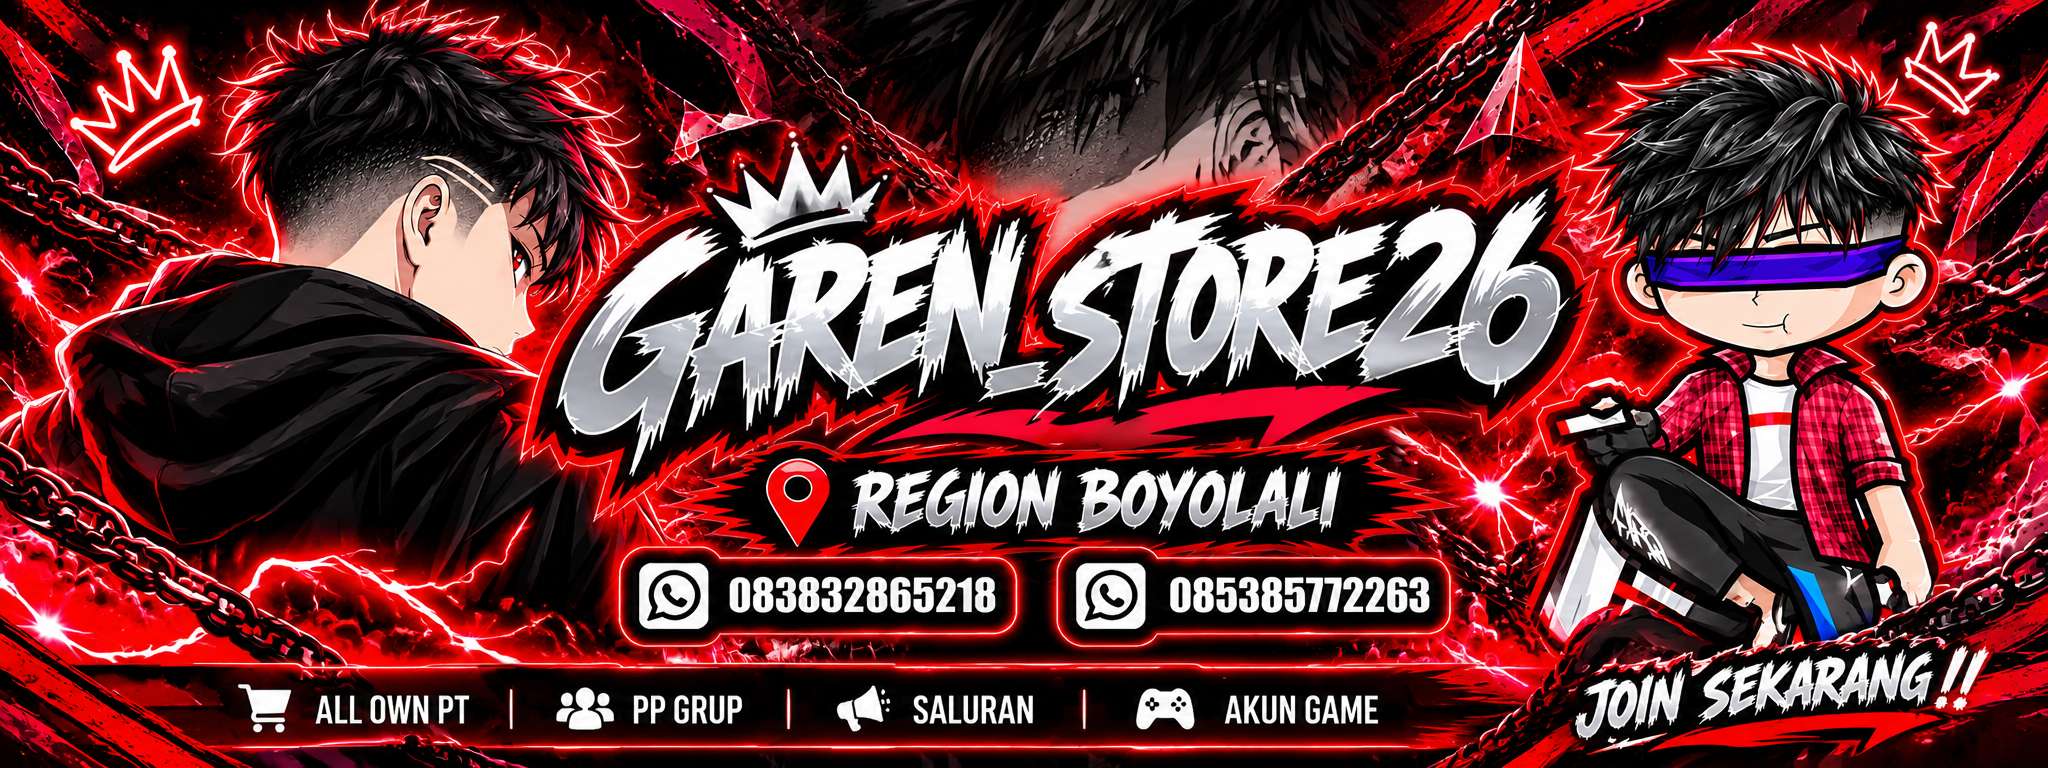 GAREN_STORE26
REGION BOYOLALI
083832865218
085385772263
ALL OWN PT | PP GRUP | SALURAN | AKUN GAME
JOIN SEKARANG!!